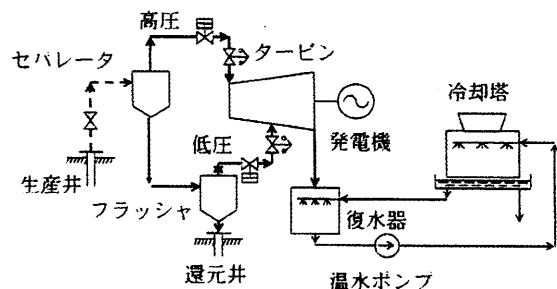 高圧
セパレータ
タービン
冷却塔
低圧
発電機
生産井
フラッシャ
復水器
還元井
温水ポンプ